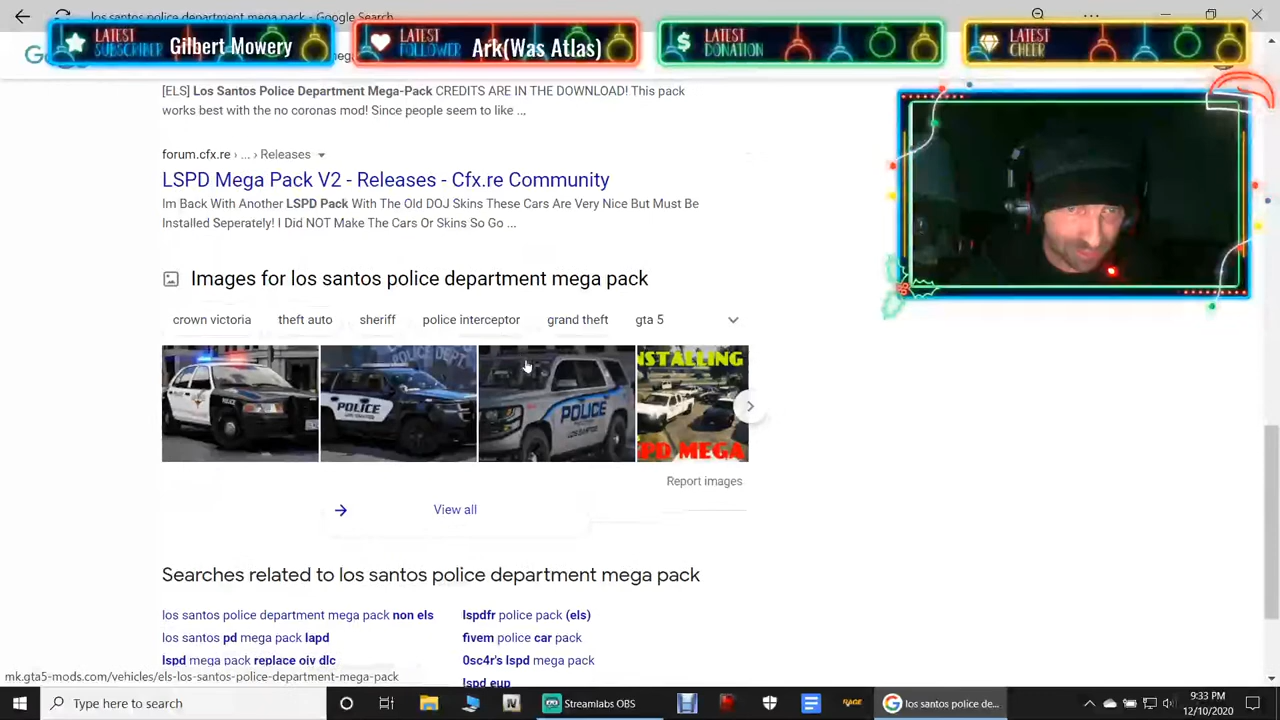 los santos police department mega pack - Google Search
LATEST
SUBSCRIBER
Gilbert Mowery
LATEST
FOLLOWER
Ark(Was Atlas)
LATEST
DONATION
LATEST
CHEER
[ELS] Los Santos Police Department Mega-Pack CREDITS ARE IN THE DOWNLOAD! This pack
works best with the no coronas mod! Since people seem to like ...
forum.cfx.re › ... › Releases
LSPD Mega Pack V2 - Releases - Cfx.re Community
Im Back With Another LSPD Pack With The Old DOJ Skins These Cars Are Very Nice But Must Be
Installed Seperately! I Did NOT Make The Cars Or Skins So Go ...
Images for los santos police department mega pack
crown victoria
theft auto
sheriff
police interceptor
grand theft
gta 5
POLICE DEPT
POLICE
POLICE
NSTALLING
PD MEGA
Report images
View all
Searches related to los santos police department mega pack
los santos police department mega pack non els
lspdfr police pack (els)
los santos pd mega pack lapd
fivem police car pack
lspd mega pack replace oiv dlc
0sc4r's lspd mega pack
lspd eup
mk.gta5-mods.com/vehicles/els-los-santos-police-department-mega-pack
Type here to search
Streamlabs OBS
RAGE
los santos police de...
9:33 PM
12/10/2020